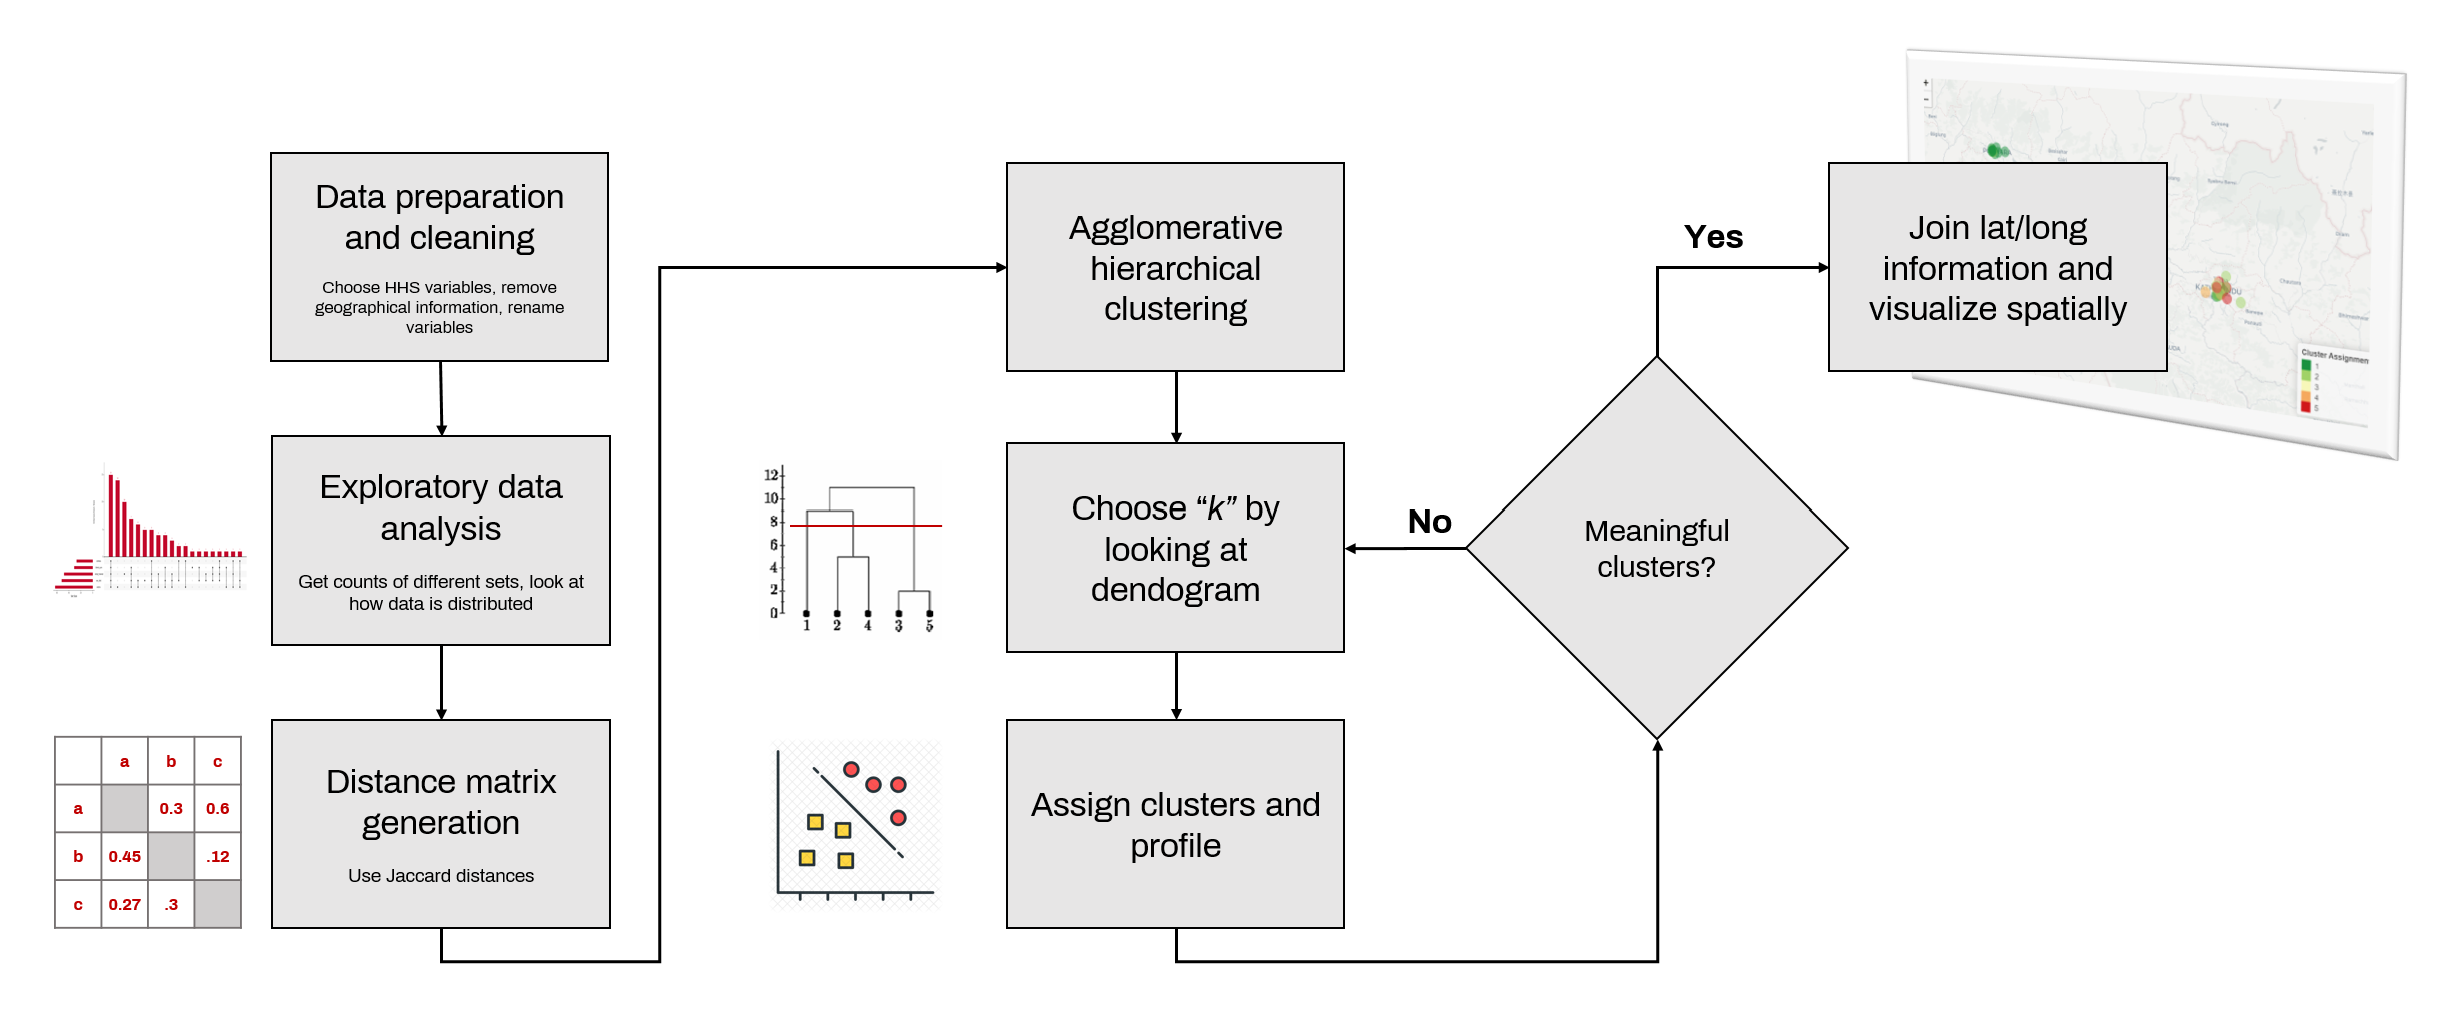 Data preparation
and cleaning
Choose HHS variables, remove
geographical information, rename
variables
Exploratory data
analysis
Get counts of different sets, look at
how data is distributed
a b c
a 0.3 0.6
b 0.45 .12
c 0.27 .3
Distance matrix
generation
Use Jaccard distances
Agglomerative
hierarchical
clustering
12
10
8
6
4
2
0
1 2 4 3 5
Choose “k” by
looking at
dendogram
Assign clusters and
profile
Meaningful
clusters?
No
Yes
Join lat/long
information and
visualize spatially
+
−
Cluster Assignmen
1
2
3
4
5